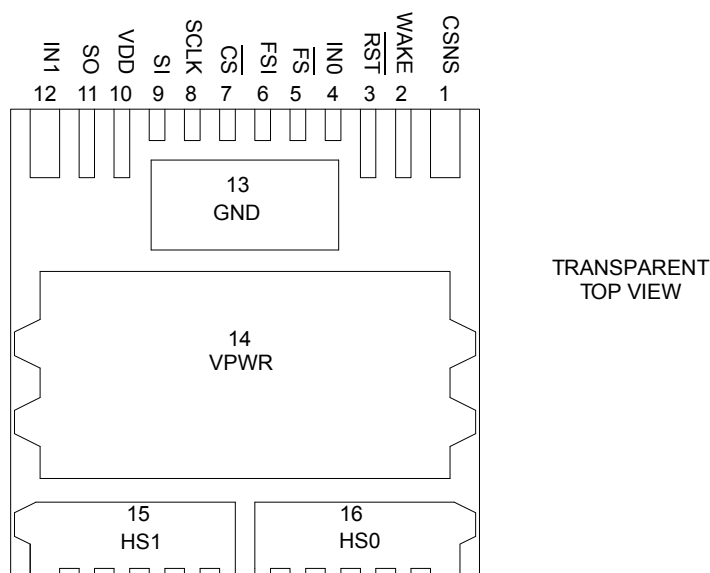 IN1 SO VDD SI SCLK CS FSI FS IN0 RST WAKE CSNS
12 11 10 9 8 7 6 5 4 3 2 1
13
GND
TRANSPARENT
TOP VIEW
14
VPWR
15 16
HS1 HS0